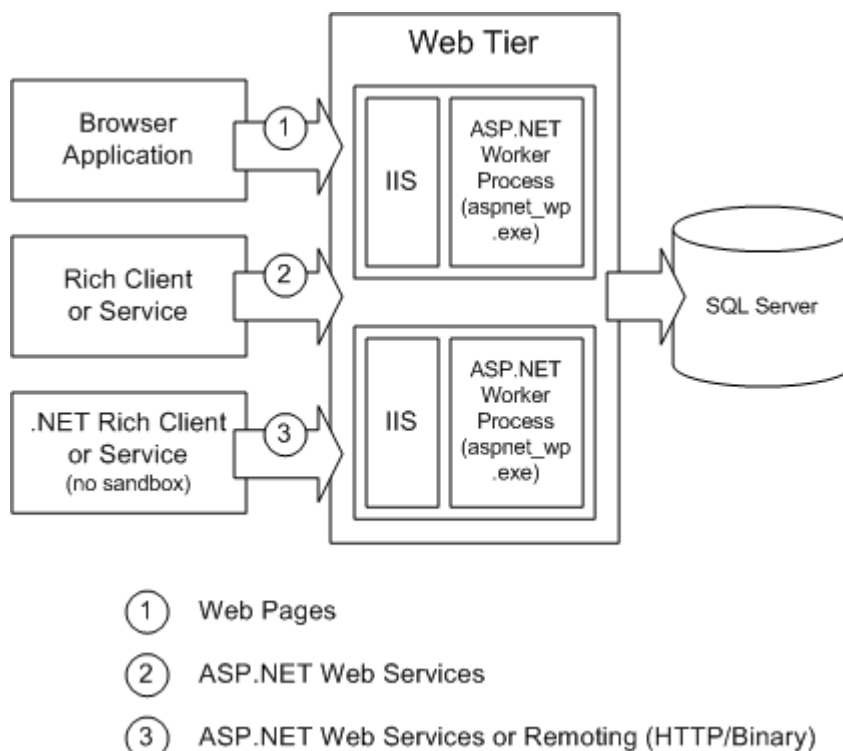 Web Tier
Browser
Application
1
IIS
ASP.NET
Worker
Process
(aspnet_wp
.exe)
Rich Client
or Service
2
SQL Server
.NET Rich Client
or Service
(no sandbox)
3
IIS
ASP.NET
Worker
Process
(aspnet_wp
.exe)
1 Web Pages
2 ASP.NET Web Services
3 ASP.NET Web Services or Remoting (HTTP/Binary)